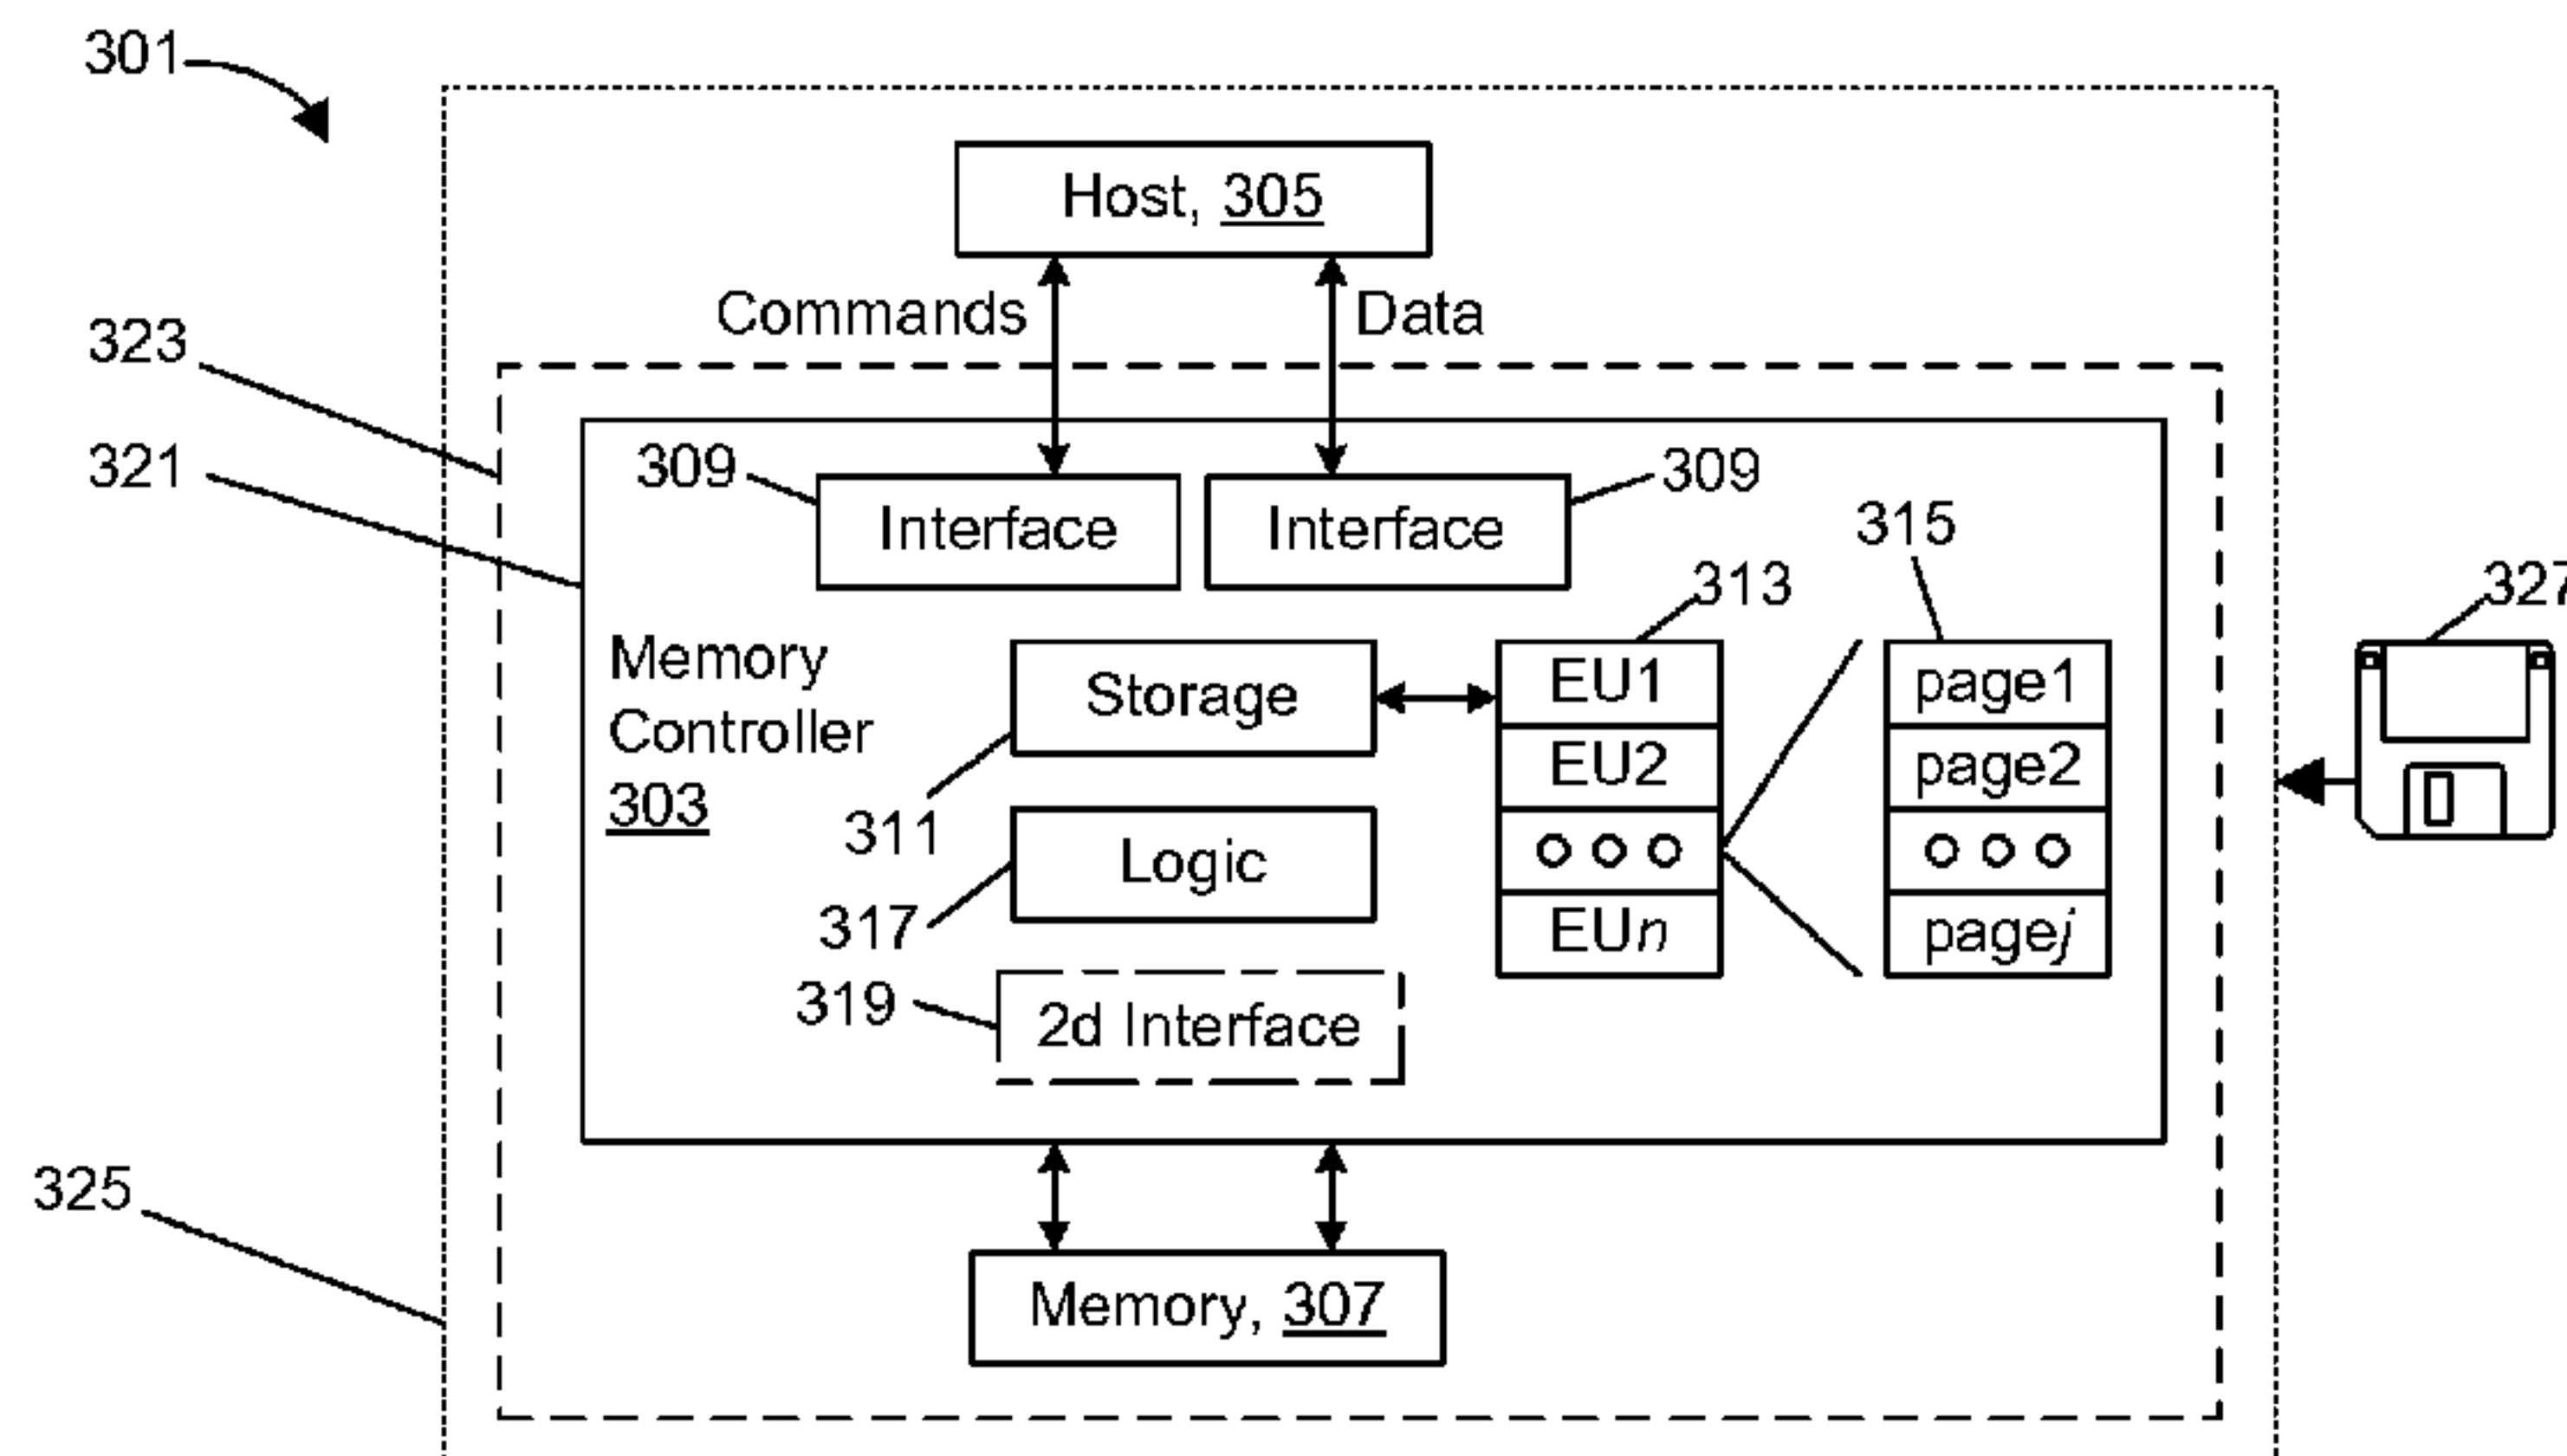 301
Host, 305
Commands
Data
323
321
309
309
Interface
Interface
315
313
327
Memory
Controller
303
Storage
EU1
page1
EU2
page2
311
Logic
317
EUn
pagej
319
2d Interface
325
Memory, 307